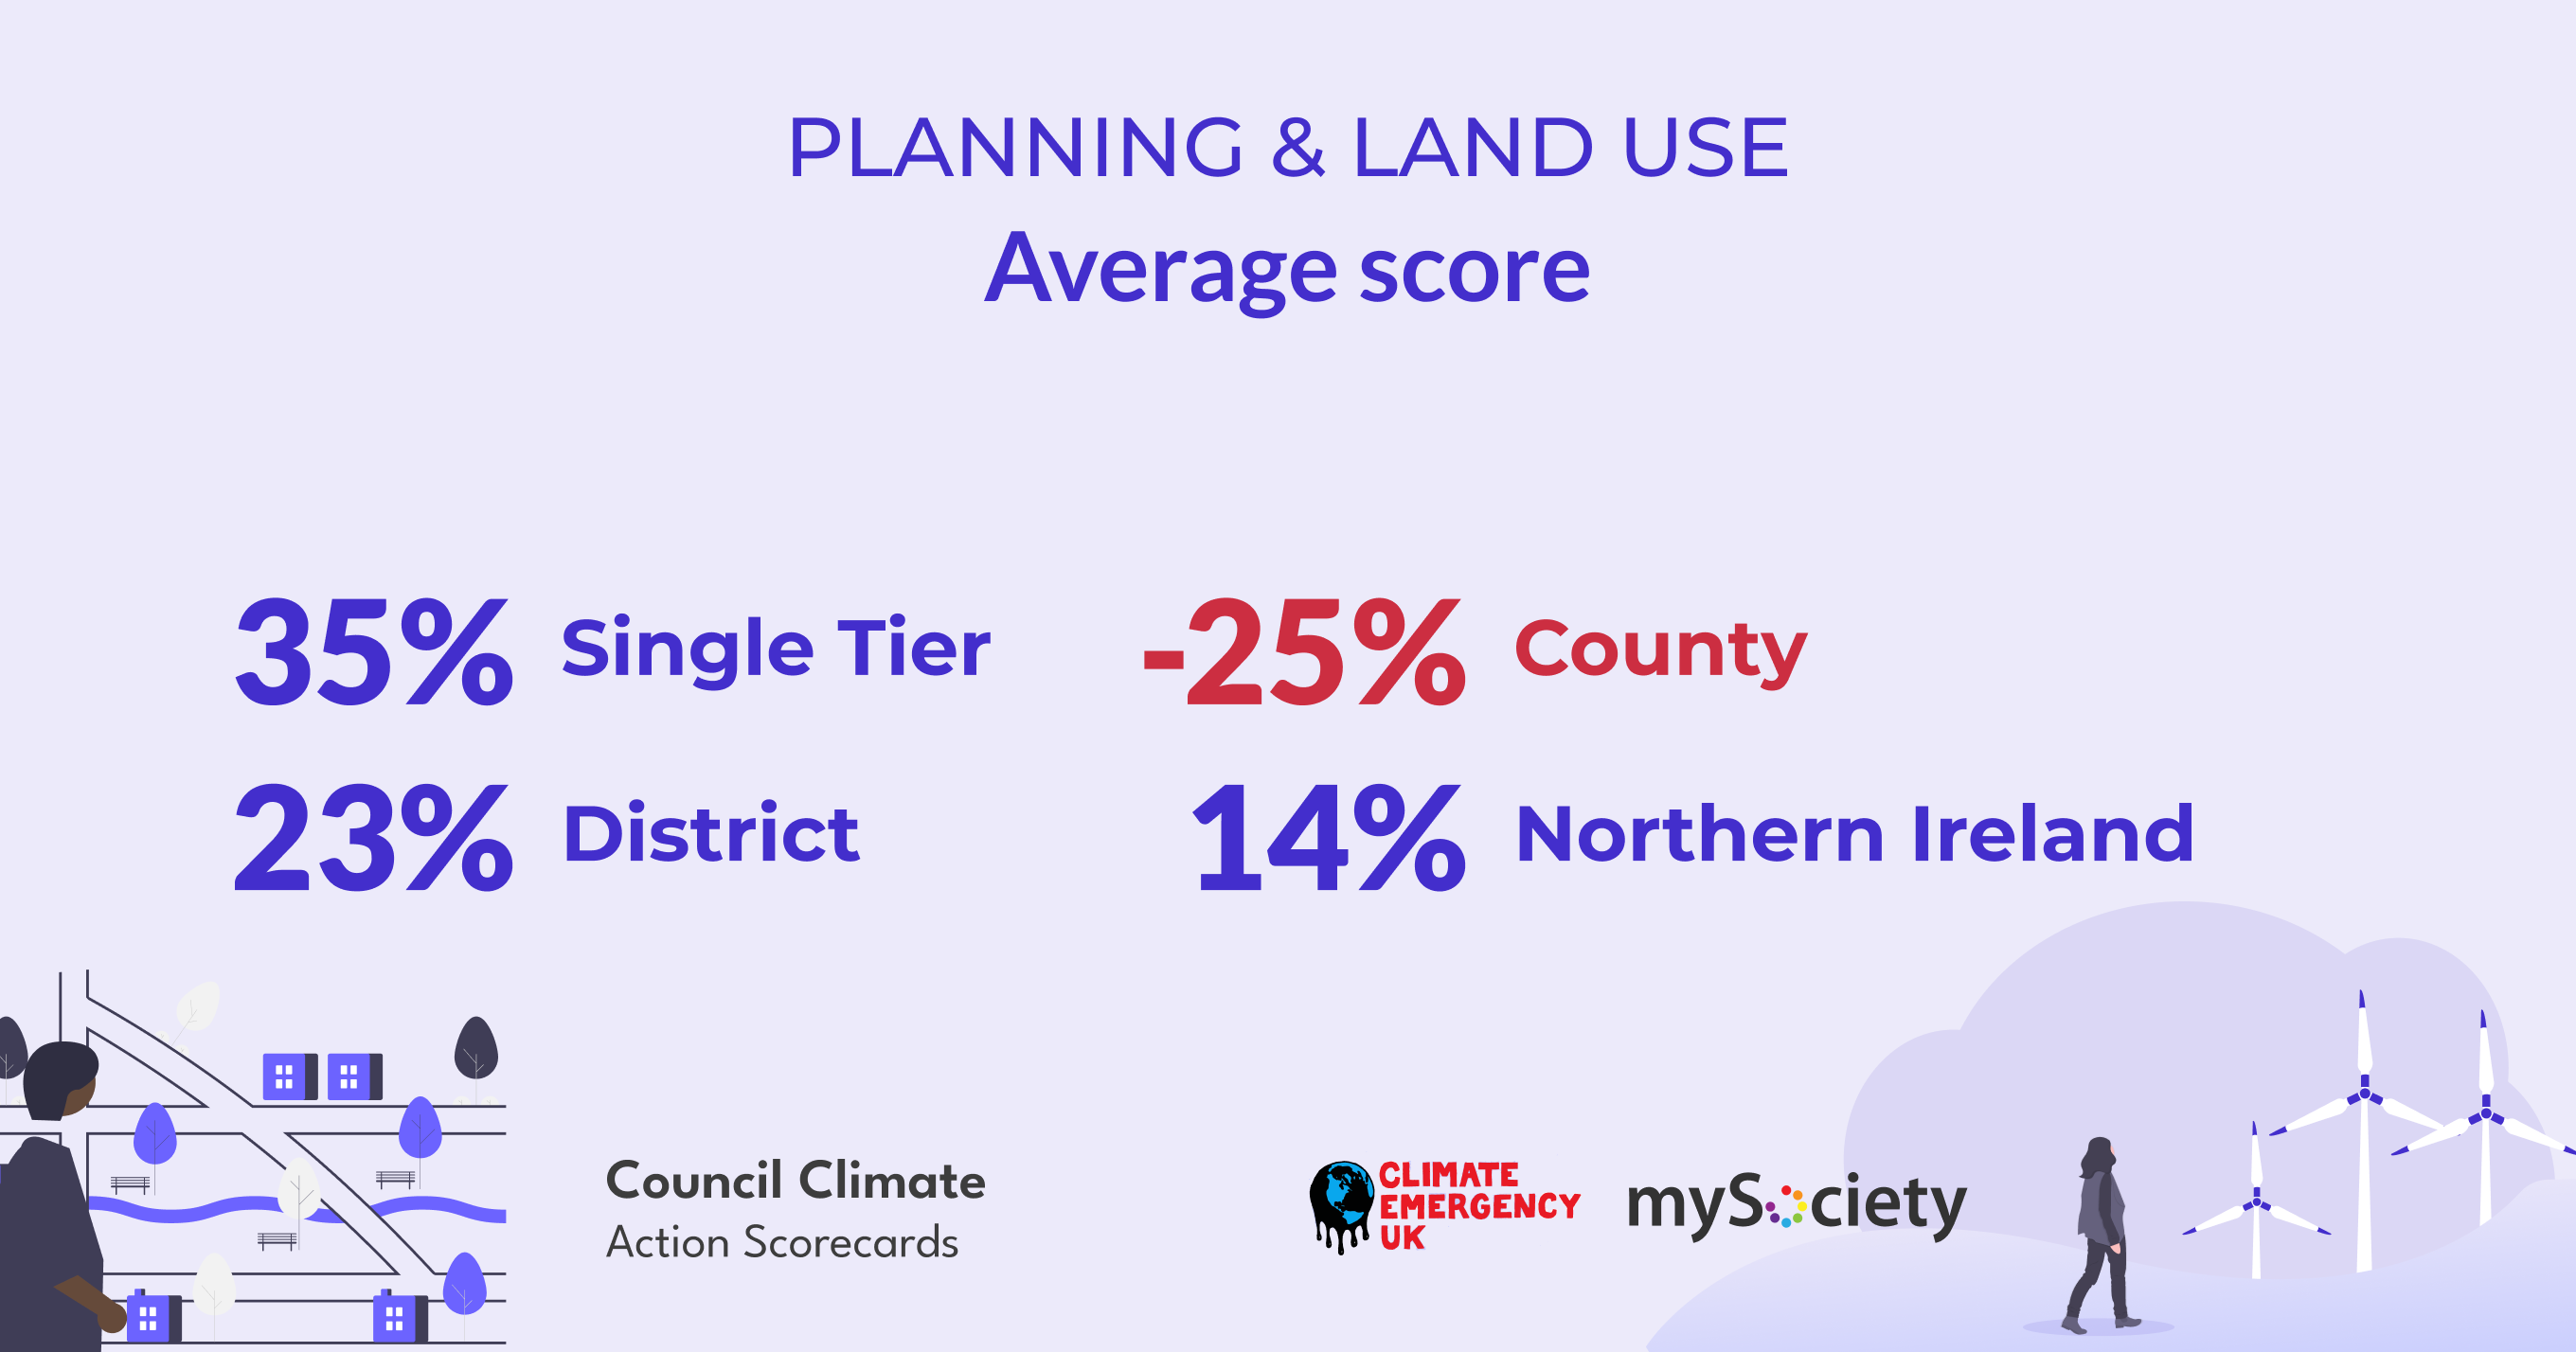 PLANNING & LAND USE
Average score
35% Single Tier
-25% County
23% District
14% Northern Ireland
Council Climate
Action Scorecards
CLIMATE
EMERGENCY
UK
mySociety